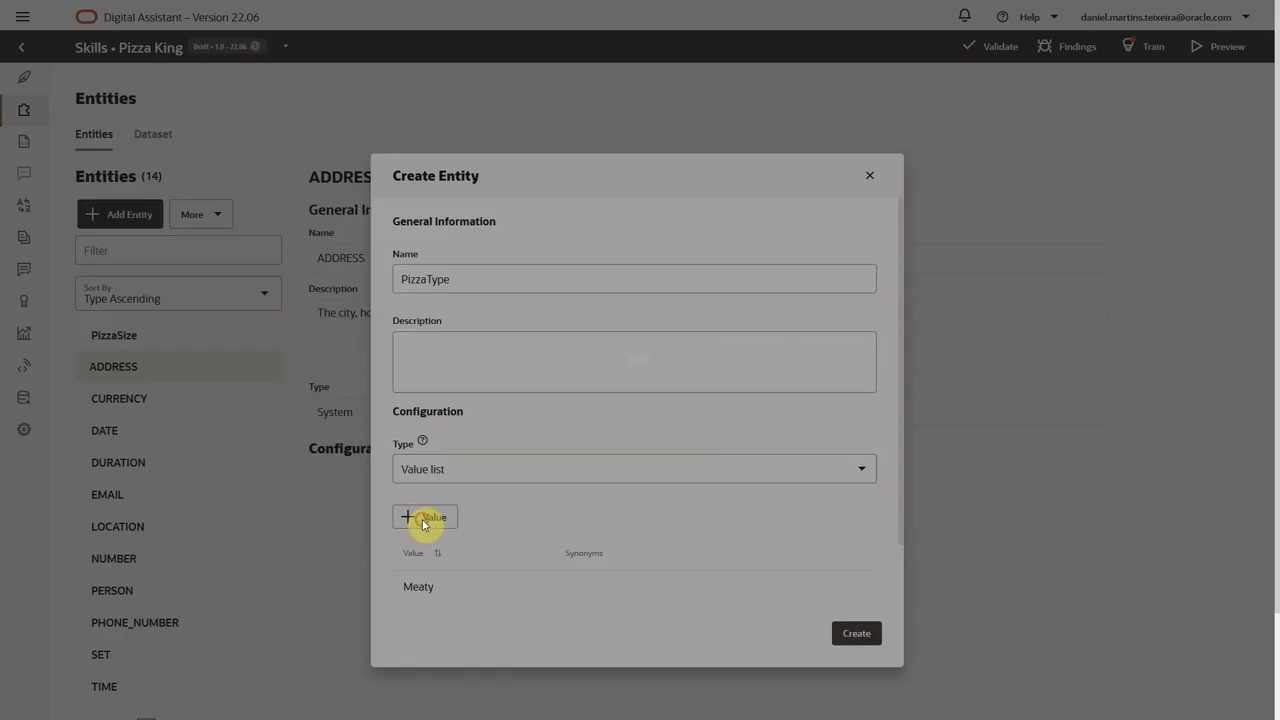 Digital Assistant – Version 22.06
Help
daniel.martins.teixeira@oracle.com
Skills • Pizza King
Draft • 1.0 – 22.06
Validate
Findings
Train
Preview
Entities
Entities
Dataset
Entities (14)
Add Entity
More
Filter
Sort By
Type Ascending
PizzaSize
ADDRESS
CURRENCY
DATE
DURATION
EMAIL
LOCATION
NUMBER
PERSON
PHONE_NUMBER
SET
TIME
ADDRES
General In
Name
ADDRESS
Description
The city, ho
Type
System
Configura
Create Entity
General Information
Name
PizzaType
Description
Configuration
Type
Value list
Value
Value
Synonyms
Meaty
Create